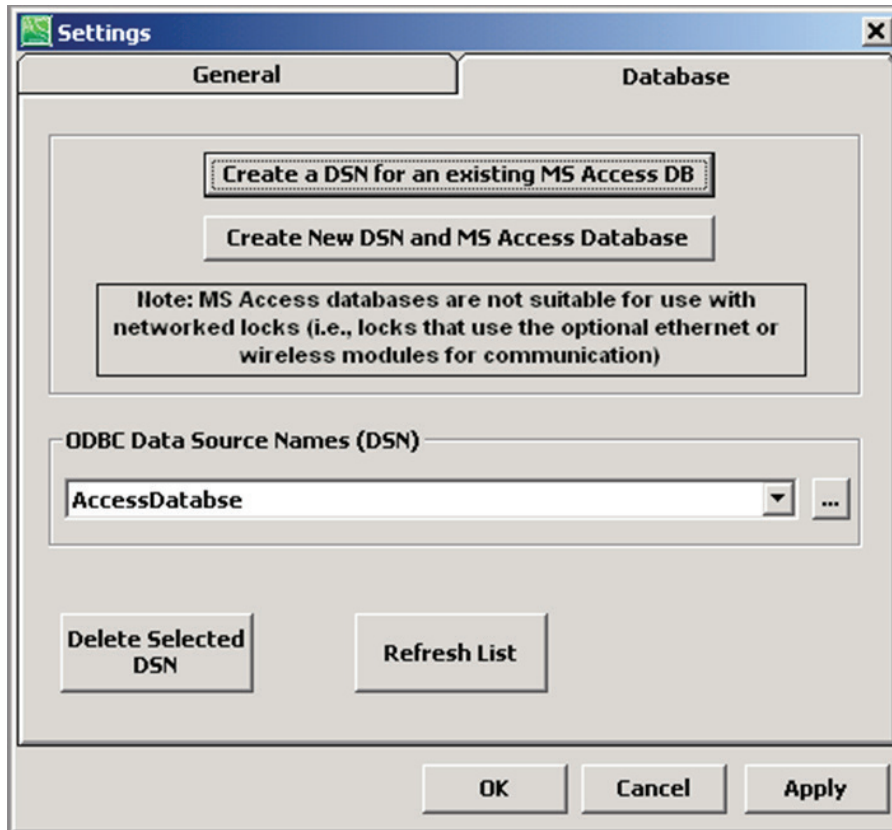 Settings
General
Database
Create a DSN for an existing MS Access DB
Create New DSN and MS Access Database
Note: MS Access databases are not suitable for use with
networked locks (i.e., locks that use the optional ethernet or
wireless modules for communication)
ODBC Data Source Names (DSN)
AccessDatabse
...
Delete Selected
DSN
Refresh List
OK
Cancel
Apply